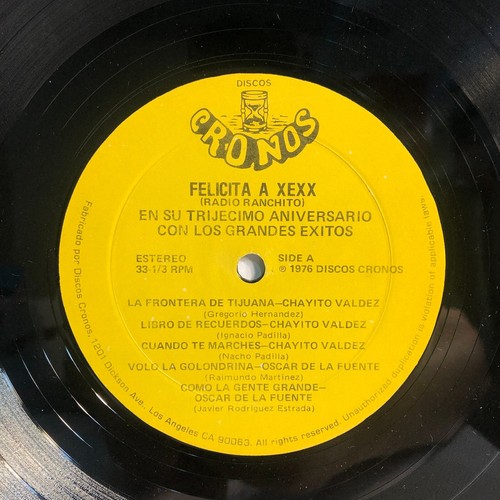 DISCOS
CRONOS
FELICITA A XEXX
(RADIO RANCHITO)
EN SU TRIJECIMO ANIVERSARIO
CON LOS GRANDES EXITOS
ESTEREO
33-1/3 RPM
SIDE A
℗ 1976 DISCOS CRONOS
LA FRONTERA DE TIJUANA—CHAYITO VALDEZ
(Gregorio Hernandez)
LIBRO DE RECUERDOS—CHAYITO VALDEZ
(Ignacio Padilla)
CUANDO TE MARCHES—CHAYITO VALDEZ
(Nacho Padilla)
VOLO LA GOLONDRINA—OSCAR DE LA FUENTE
(Raimundo Martinez)
COMO LA GENTE GRANDE—
OSCAR DE LA FUENTE
(Javier Rodriguez Estrada)
Fabricado por Discos Cronos, 1201 Dickson Ave., Los Angeles CA 90063. All rights reserved. Unauthorized duplication is violation of applicable laws.